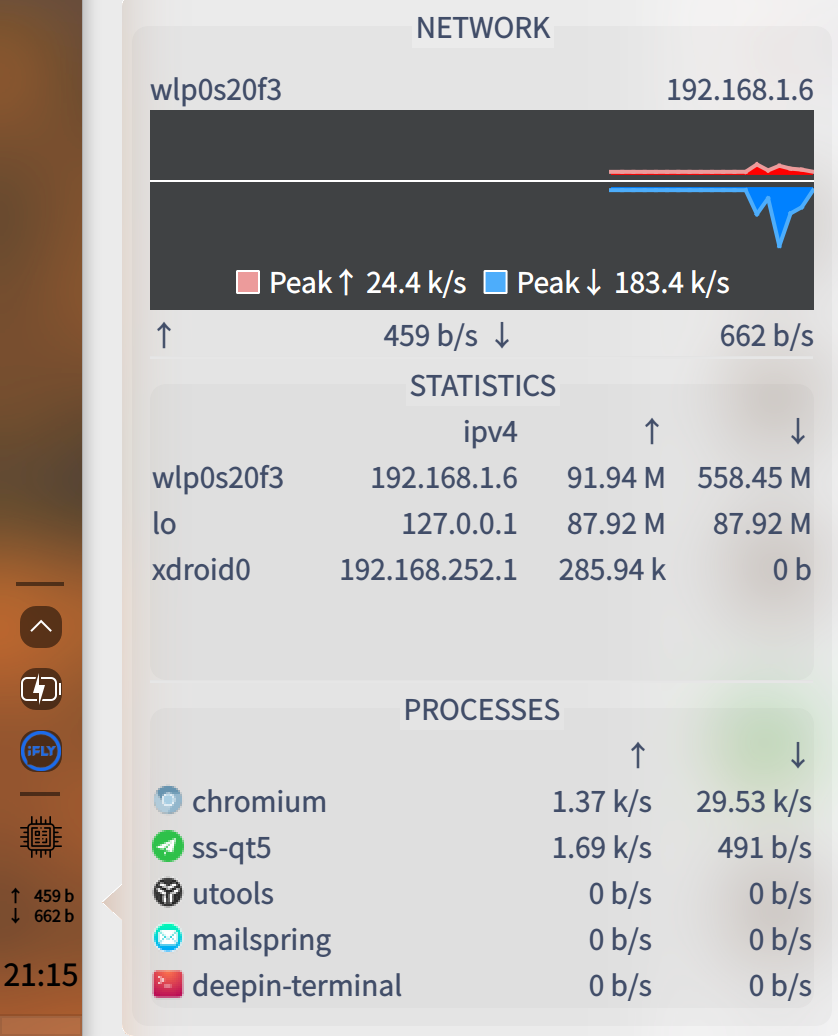 NETWORK
wlp0s20f3 192.168.1.6
Peak↑ 24.4 k/s Peak↓ 183.4 k/s
↑ 459 b/s ↓ 662 b/s
STATISTICS
ipv4 ↑ ↓
wlp0s20f3 192.168.1.6 91.94 M 558.45 M
lo 127.0.0.1 87.92 M 87.92 M
xdroid0 192.168.252.1 285.94 k 0 b
PROCESSES
↑ ↓
chromium 1.37 k/s 29.53 k/s
ss-qt5 1.69 k/s 491 b/s
utools 0 b/s 0 b/s
mailspring 0 b/s 0 b/s
deepin-terminal 0 b/s 0 b/s
iFLY
↑ 459 b
↓ 662 b
21:15